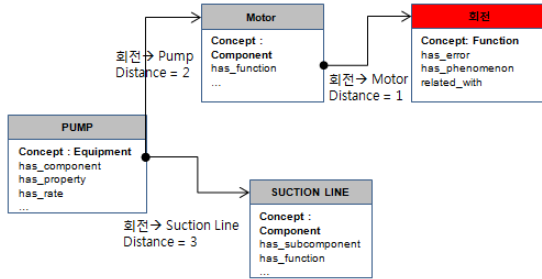 Motor
Concept :
Component
has_function
...
회전
Concept: Function
has_error
has_phenomenon
related_with
회전→ Pump
Distance = 2
회전→ Motor
Distance = 1
PUMP
Concept : Equipment
has_component
has_property
has_rate
...
SUCTION LINE
Concept :
Component
has_subcomponent
has_function
...
회전→ Suction Line
Distance = 3